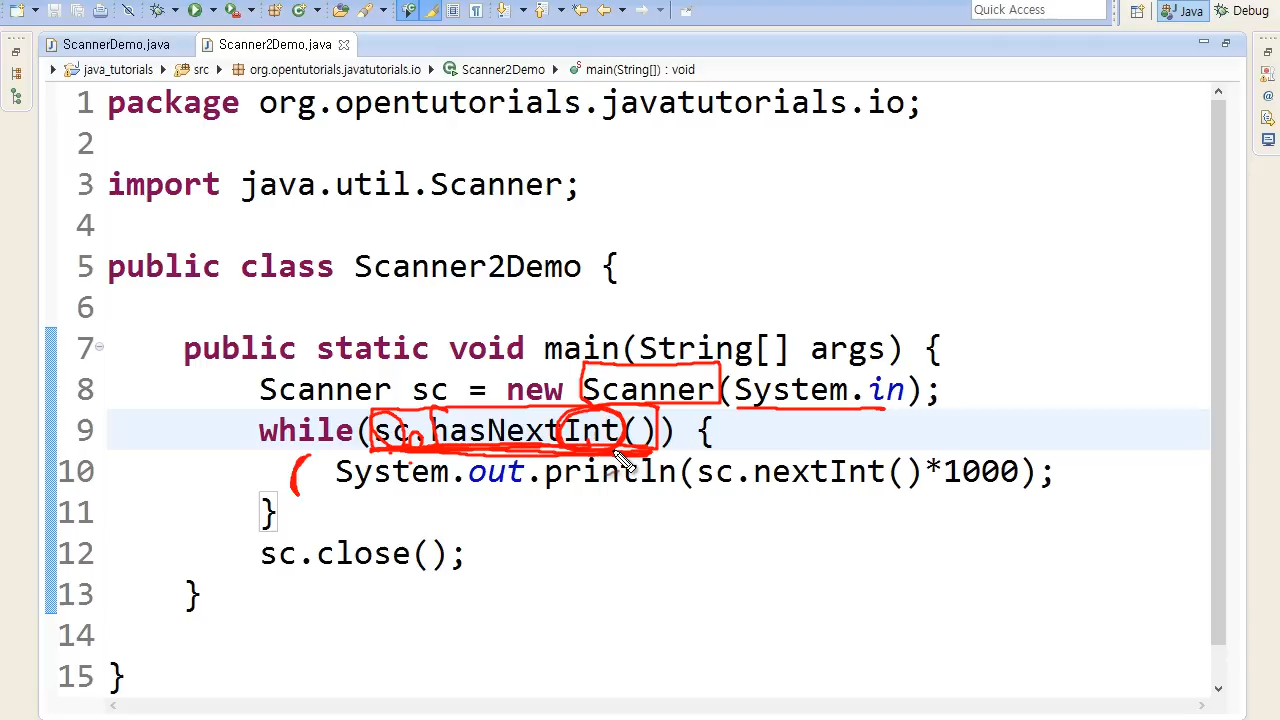 Quick Access
Java
Debug
ScannerDemo.java
Scanner2Demo.java
java_tutorials
src
org.opentutorials.javatutorials.io
Scanner2Demo
main(String[]) : void
1 package org.opentutorials.javatutorials.io;
2
3 import java.util.Scanner;
4
5 public class Scanner2Demo {
6
7 public static void main(String[] args) {
8 Scanner sc = new Scanner(System.in);
9 while(sc.hasNextInt()) {
10 System.out.println(sc.nextInt()*1000);
11 }
12 sc.close();
13 }
14
15 }